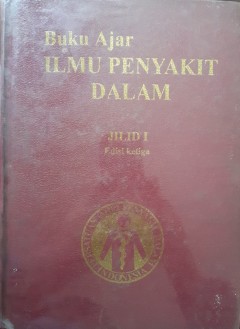 Buku Ajar
ILMU PENYAKIT
DALAM
JILID I
Edisi ketiga